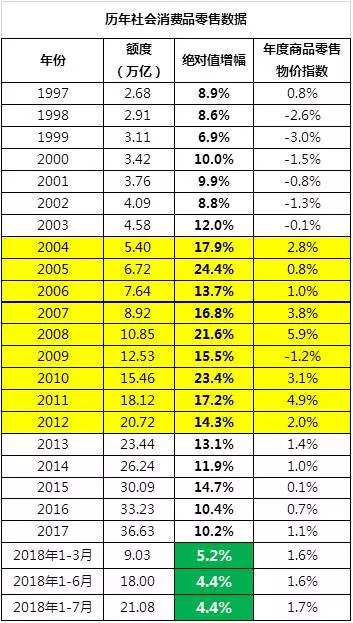 历年社会消费品零售数据
年份 额度（万亿） 绝对值增幅 年度商品零售物价指数
1997 2.68 8.9% 0.8%
1998 2.91 8.6% -2.6%
1999 3.11 6.9% -3.0%
2000 3.42 10.0% -1.5%
2001 3.76 9.9% -0.8%
2002 4.09 8.8% -1.3%
2003 4.58 12.0% -0.1%
2004 5.40 17.9% 2.8%
2005 6.72 24.4% 0.8%
2006 7.64 13.7% 1.0%
2007 8.92 16.8% 3.8%
2008 10.85 21.6% 5.9%
2009 12.53 15.5% -1.2%
2010 15.46 23.4% 3.1%
2011 18.12 17.2% 4.9%
2012 20.72 14.3% 2.0%
2013 23.44 13.1% 1.4%
2014 26.24 11.9% 1.0%
2015 30.09 14.7% 0.1%
2016 33.23 10.4% 0.7%
2017 36.63 10.2% 1.1%
2018年1-3月 9.03 5.2% 1.6%
2018年1-6月 18.00 4.4% 1.6%
2018年1-7月 21.08 4.4% 1.7%